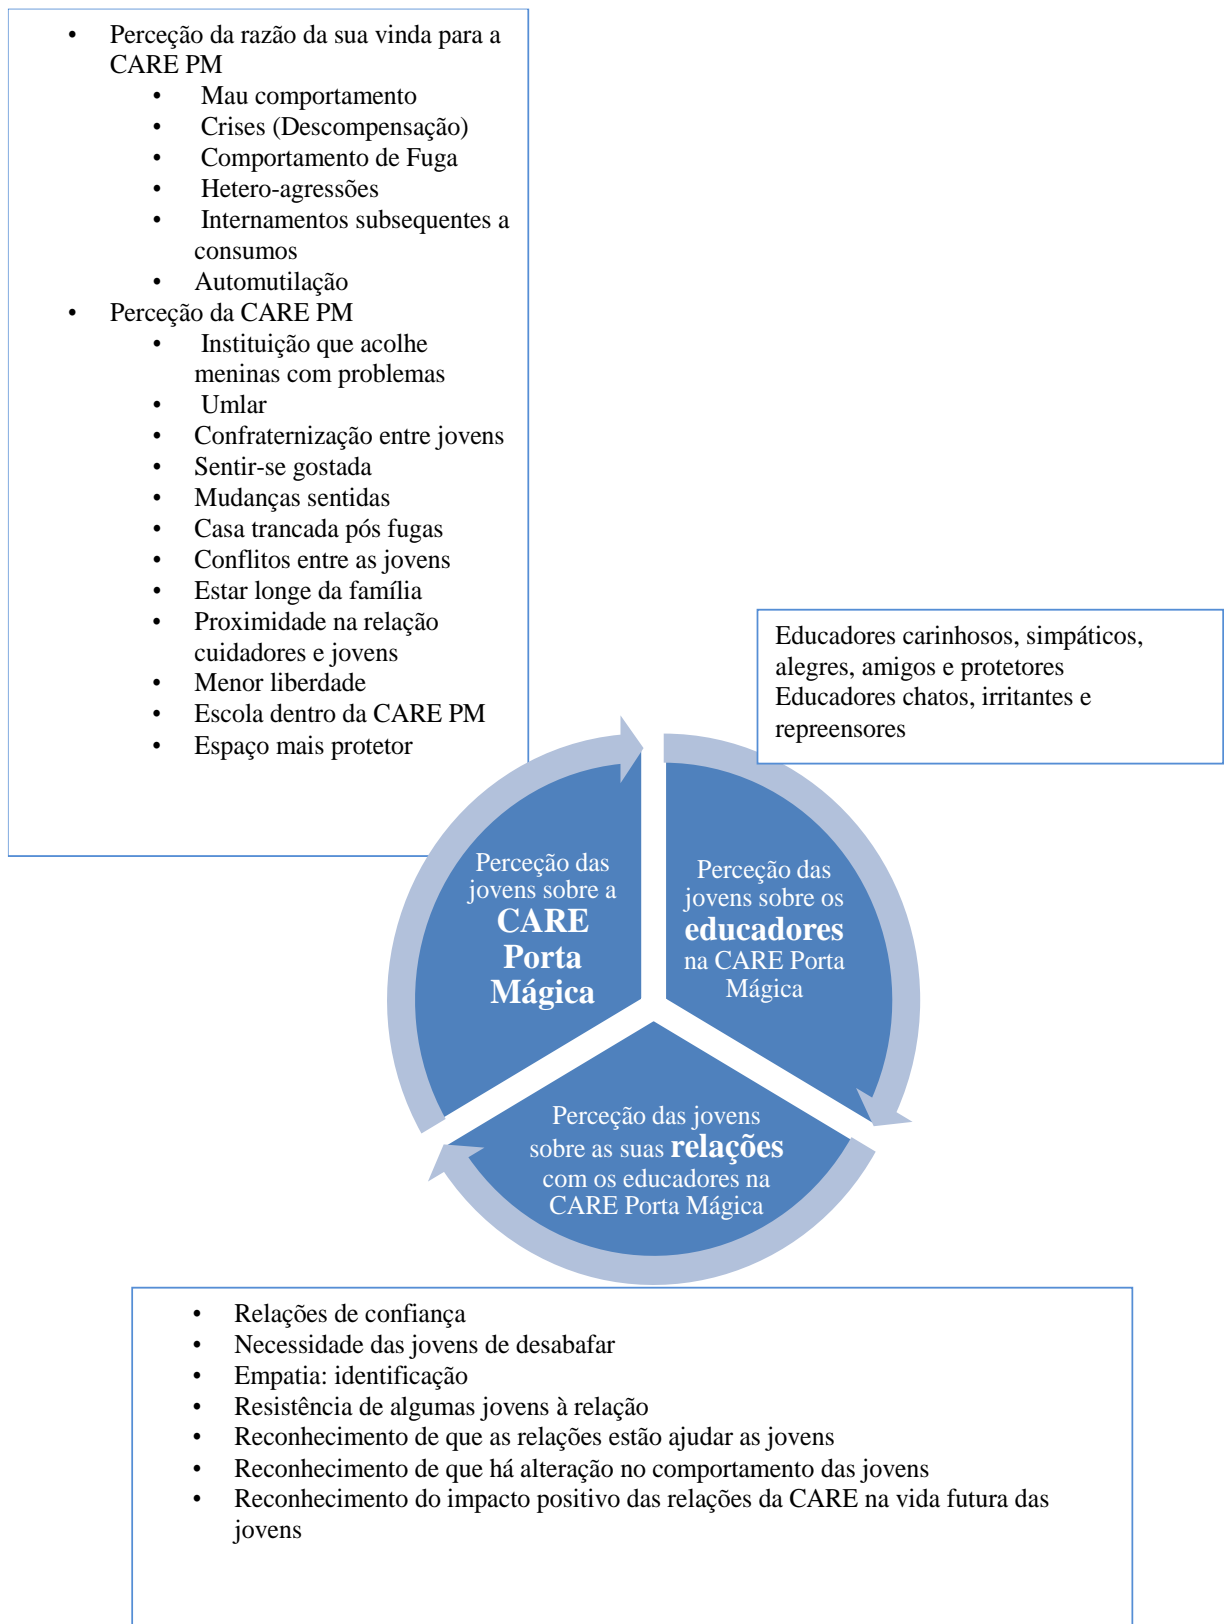 • Perceção da razão da sua vinda para a
CARE PM
• Mau comportamento
• Crises (Descompensação)
• Comportamento de Fuga
• Hetero-agressões
• Internamentos subsequentes a
consumos
• Automutilação
• Perceção da CARE PM
• Instituição que acolhe
meninas com problemas
• Umlar
• Confraternização entre jovens
• Sentir-se gostada
• Mudanças sentidas
• Casa trancada pós fugas
• Conflitos entre as jovens
• Estar longe da família
• Proximidade na relação
cuidadores e jovens
• Menor liberdade
• Escola dentro da CARE PM
• Espaço mais protetor
Educadores carinhosos, simpáticos,
alegres, amigos e protetores
Educadores chatos, irritantes e
repreensores
Perceção das
jovens sobre a
CARE
Porta
Mágica
Perceção das
jovens sobre os
educadores
na CARE Porta
Mágica
Perceção das jovens
sobre as suas relações
com os educadores na
CARE Porta Mágica
• Relações de confiança
• Necessidade das jovens de desabafar
• Empatia: identificação
• Resistência de algumas jovens à relação
• Reconhecimento de que as relações estão ajudar as jovens
• Reconhecimento de que há alteração no comportamento das jovens
• Reconhecimento do impacto positivo das relações da CARE na vida futura das
jovens